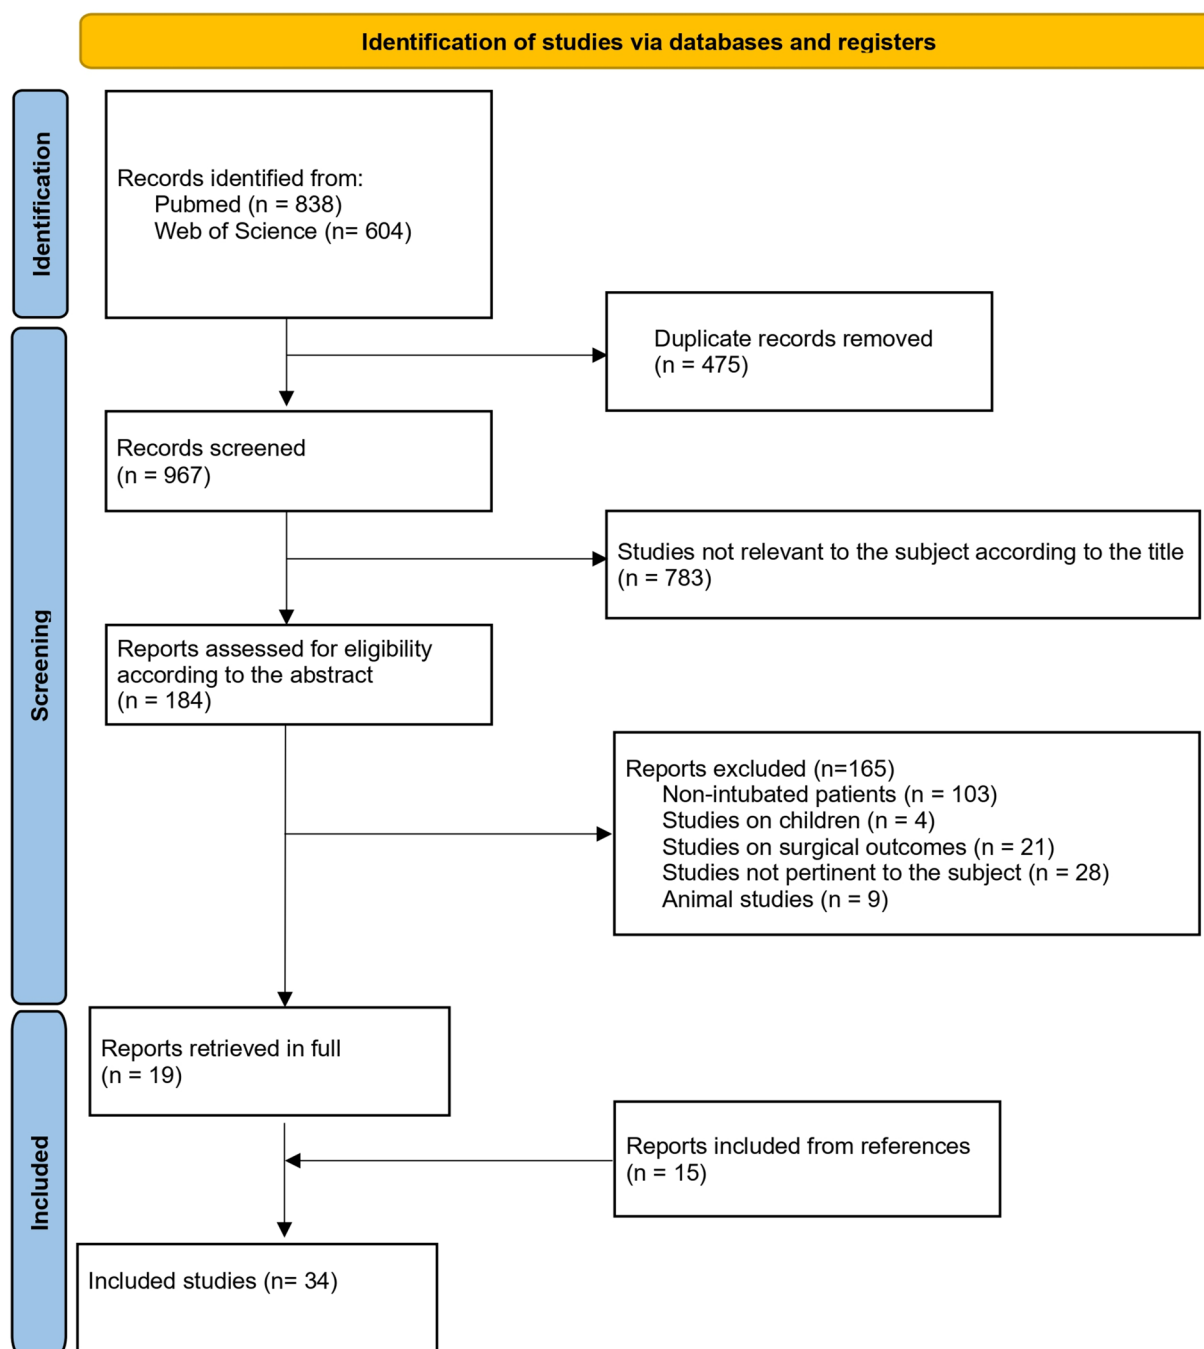 Identification of studies via databases and registers
Identification
Records identified from:
Pubmed (n = 838)
Web of Science (n= 604)
Duplicate records removed
(n = 475)
Screening
Records screened
(n = 967)
Studies not relevant to the subject according to the title
(n = 783)
Reports assessed for eligibility
according to the abstract
(n = 184)
Reports excluded (n=165)
Non-intubated patients (n = 103)
Studies on children (n = 4)
Studies on surgical outcomes (n = 21)
Studies not pertinent to the subject (n = 28)
Animal studies (n = 9)
Included
Reports retrieved in full
(n = 19)
Reports included from references
(n = 15)
Included studies (n= 34)